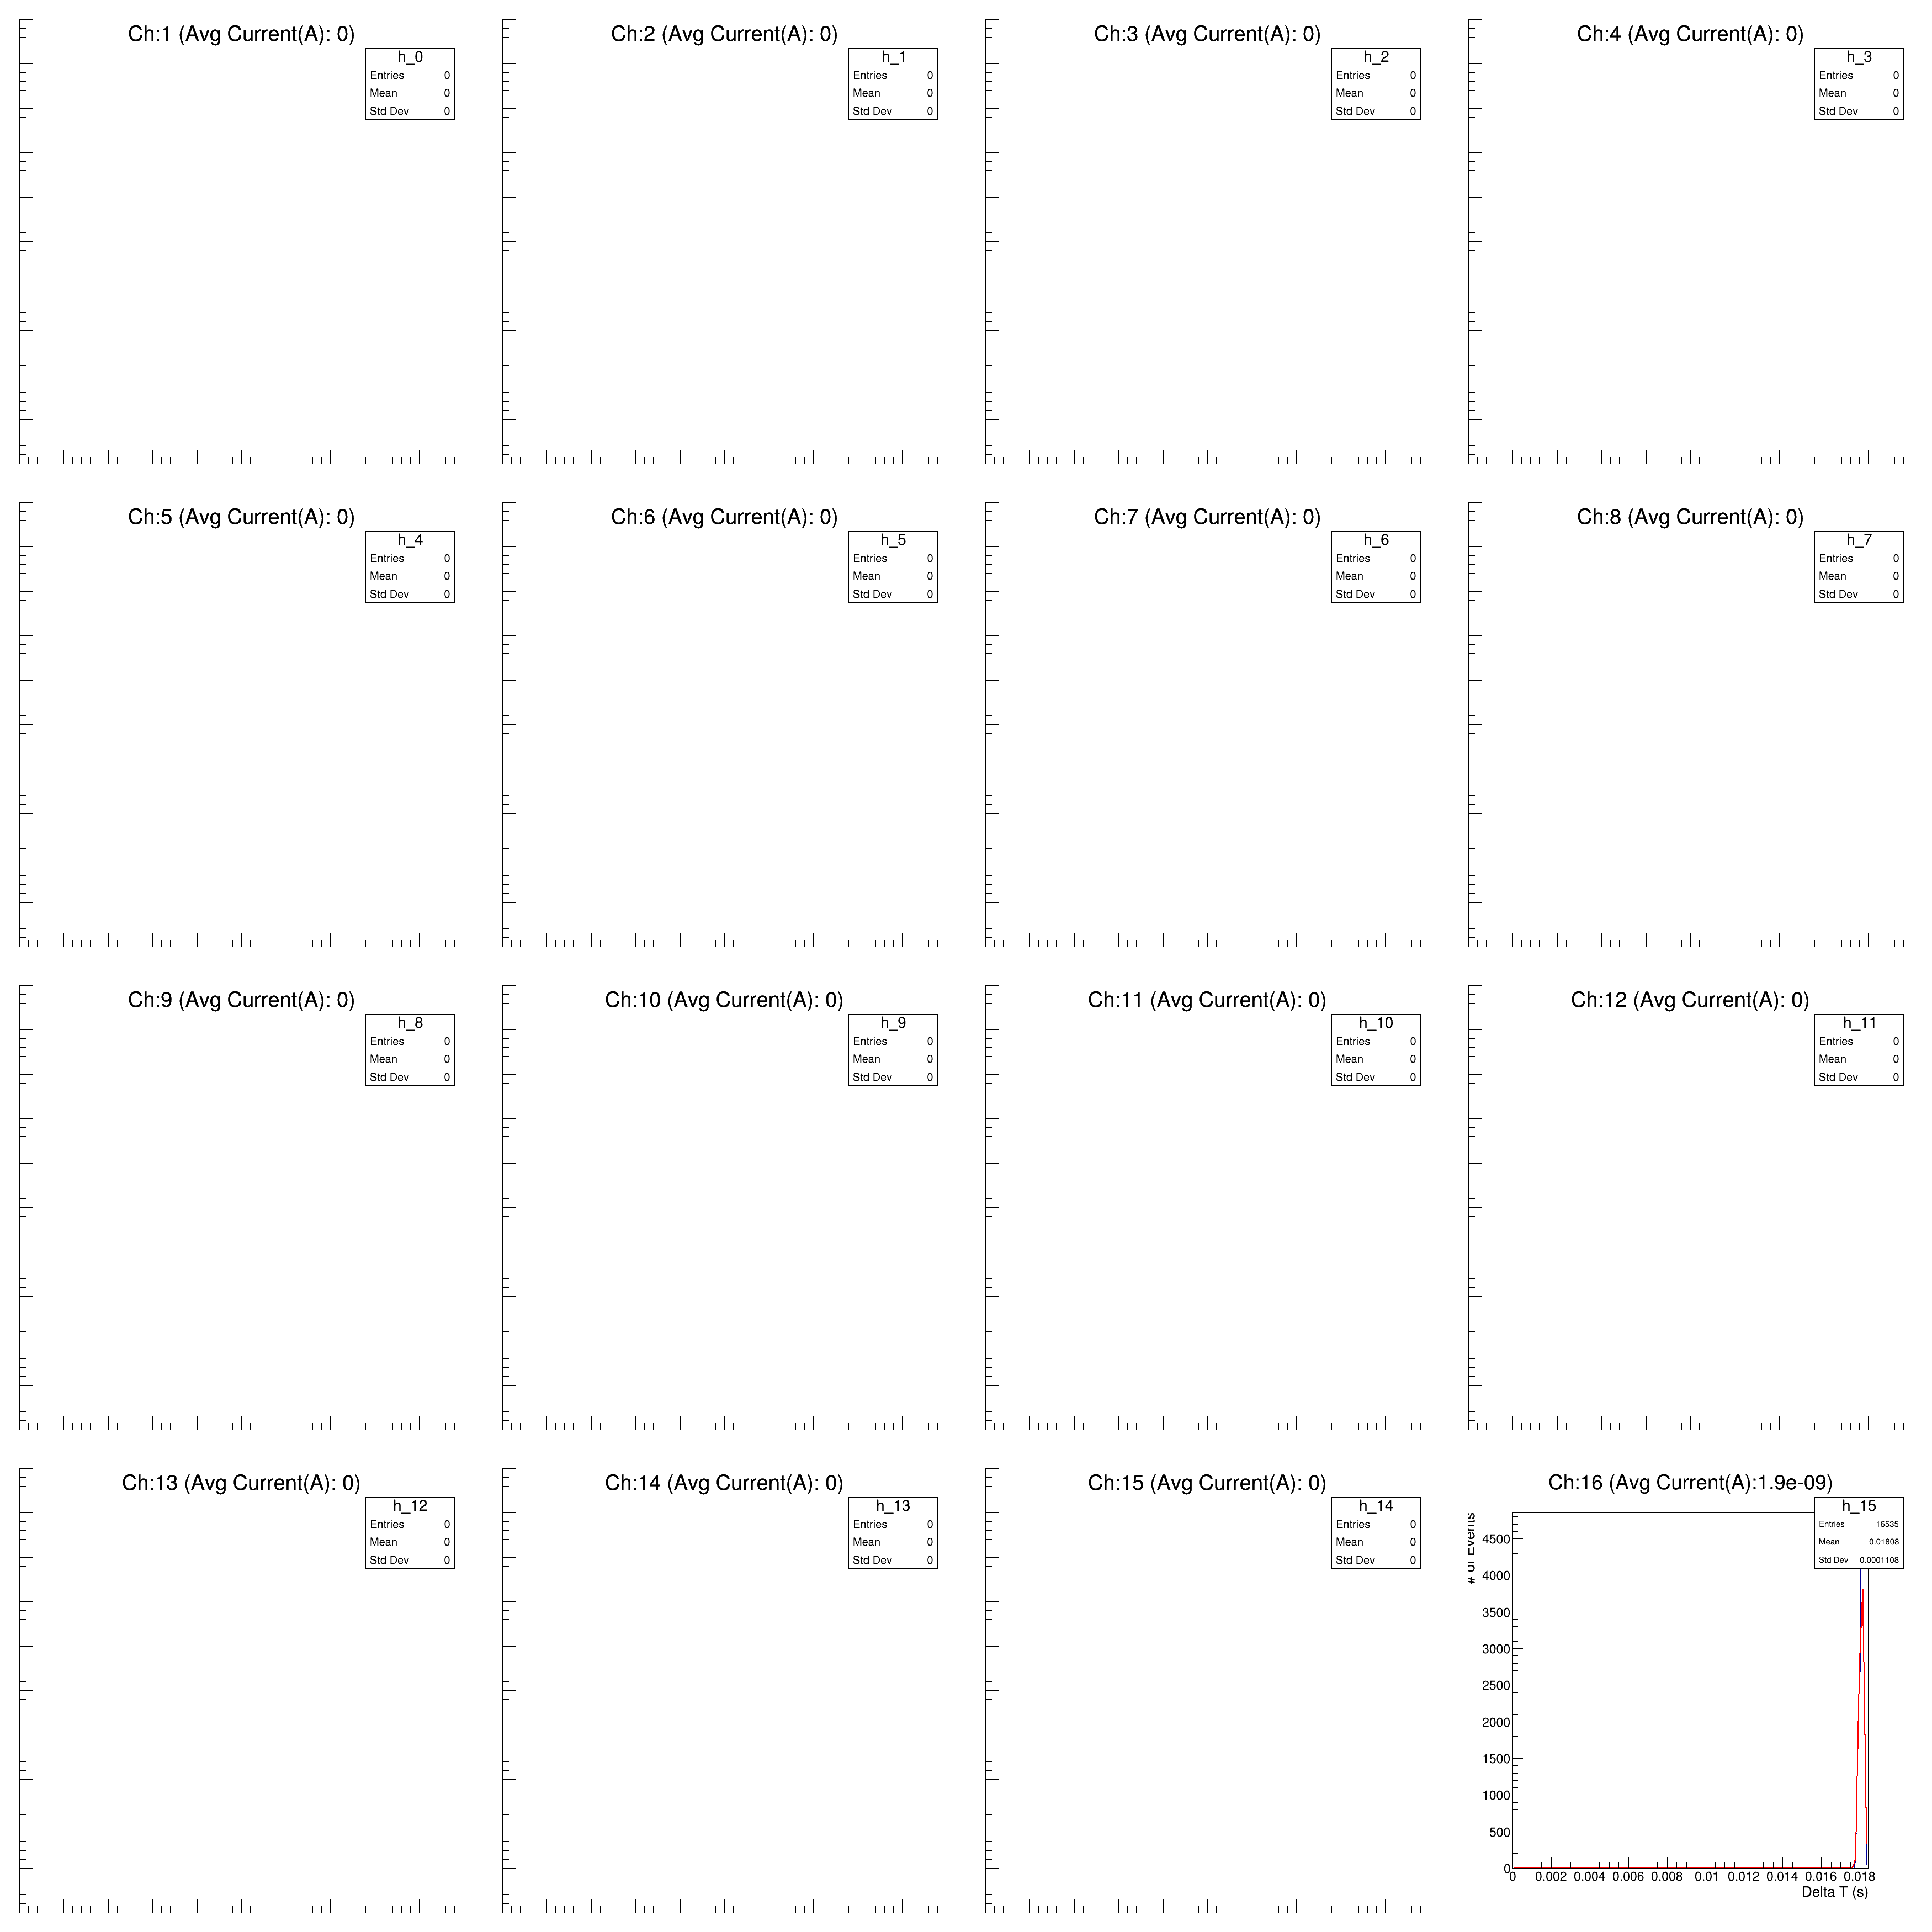 Ch:1 (Avg Current(A): 0)
h_0
Entries 0
Mean 0
Std Dev 0
Ch:2 (Avg Current(A): 0)
h_1
Entries 0
Mean 0
Std Dev 0
Ch:3 (Avg Current(A): 0)
h_2
Entries 0
Mean 0
Std Dev 0
Ch:4 (Avg Current(A): 0)
h_3
Entries 0
Mean 0
Std Dev 0
Ch:5 (Avg Current(A): 0)
h_4
Entries 0
Mean 0
Std Dev 0
Ch:6 (Avg Current(A): 0)
h_5
Entries 0
Mean 0
Std Dev 0
Ch:7 (Avg Current(A): 0)
h_6
Entries 0
Mean 0
Std Dev 0
Ch:8 (Avg Current(A): 0)
h_7
Entries 0
Mean 0
Std Dev 0
Ch:9 (Avg Current(A): 0)
h_8
Entries 0
Mean 0
Std Dev 0
Ch:10 (Avg Current(A): 0)
h_9
Entries 0
Mean 0
Std Dev 0
Ch:11 (Avg Current(A): 0)
h_10
Entries 0
Mean 0
Std Dev 0
Ch:12 (Avg Current(A): 0)
h_11
Entries 0
Mean 0
Std Dev 0
Ch:13 (Avg Current(A): 0)
h_12
Entries 0
Mean 0
Std Dev 0
Ch:14 (Avg Current(A): 0)
h_13
Entries 0
Mean 0
Std Dev 0
Ch:15 (Avg Current(A): 0)
h_14
Entries 0
Mean 0
Std Dev 0
Ch:16 (Avg Current(A):1.9e-09)
h_15
Entries 16535
Mean 0.01808
Std Dev 0.0001108
# of Events
4500
4000
3500
3000
2500
2000
1500
1000
500
0
0 0.002 0.004 0.006 0.008 0.01 0.012 0.014 0.016 0.018
Delta T (s)